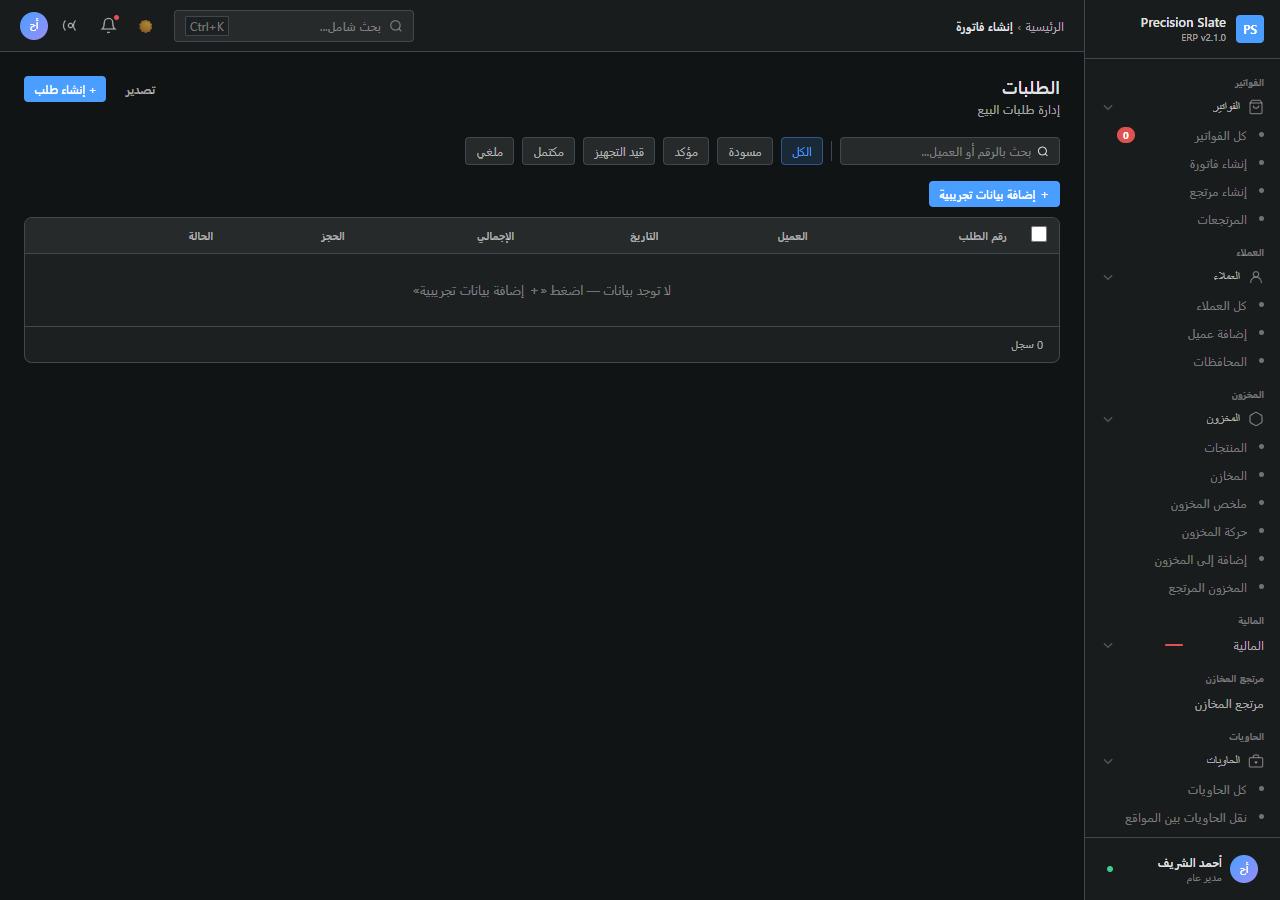 PS
Precision Slate
ERP v2.1.0
الرئيسية › إنشاء فاتورة
بحث شامل...
Ctrl+K
أح
الفواتير
الفواتير
كل الفواتير
0
إنشاء فاتورة
إنشاء مرتجع
المرتجعات
العملاء
العملاء
كل العملاء
إضافة عميل
المحافظات
المخزون
المخزون
المنتجات
المخازن
ملخص المخزون
حركة المخزون
إضافة إلى المخزون
المخزون المرتجع
المالية
المالية
مرتجع المخازن
مرتجع المخازن
الحاويات
الحاويات
كل الحاويات
نقل الحاويات بين المواقع
أح
أحمد الشريف
مدير عام
الطلبات
إدارة طلبات البيع
تصدير
+ إنشاء طلب
بحث بالرقم أو العميل...
الكل
مسودة
مؤكد
قيد التجهيز
مكتمل
ملغي
+ إضافة بيانات تجريبية
رقم الطلب
العميل
التاريخ
الإجمالي
الحجز
الحالة
لا توجد بيانات — اضغط «+ إضافة بيانات تجريبية»
0 سجل